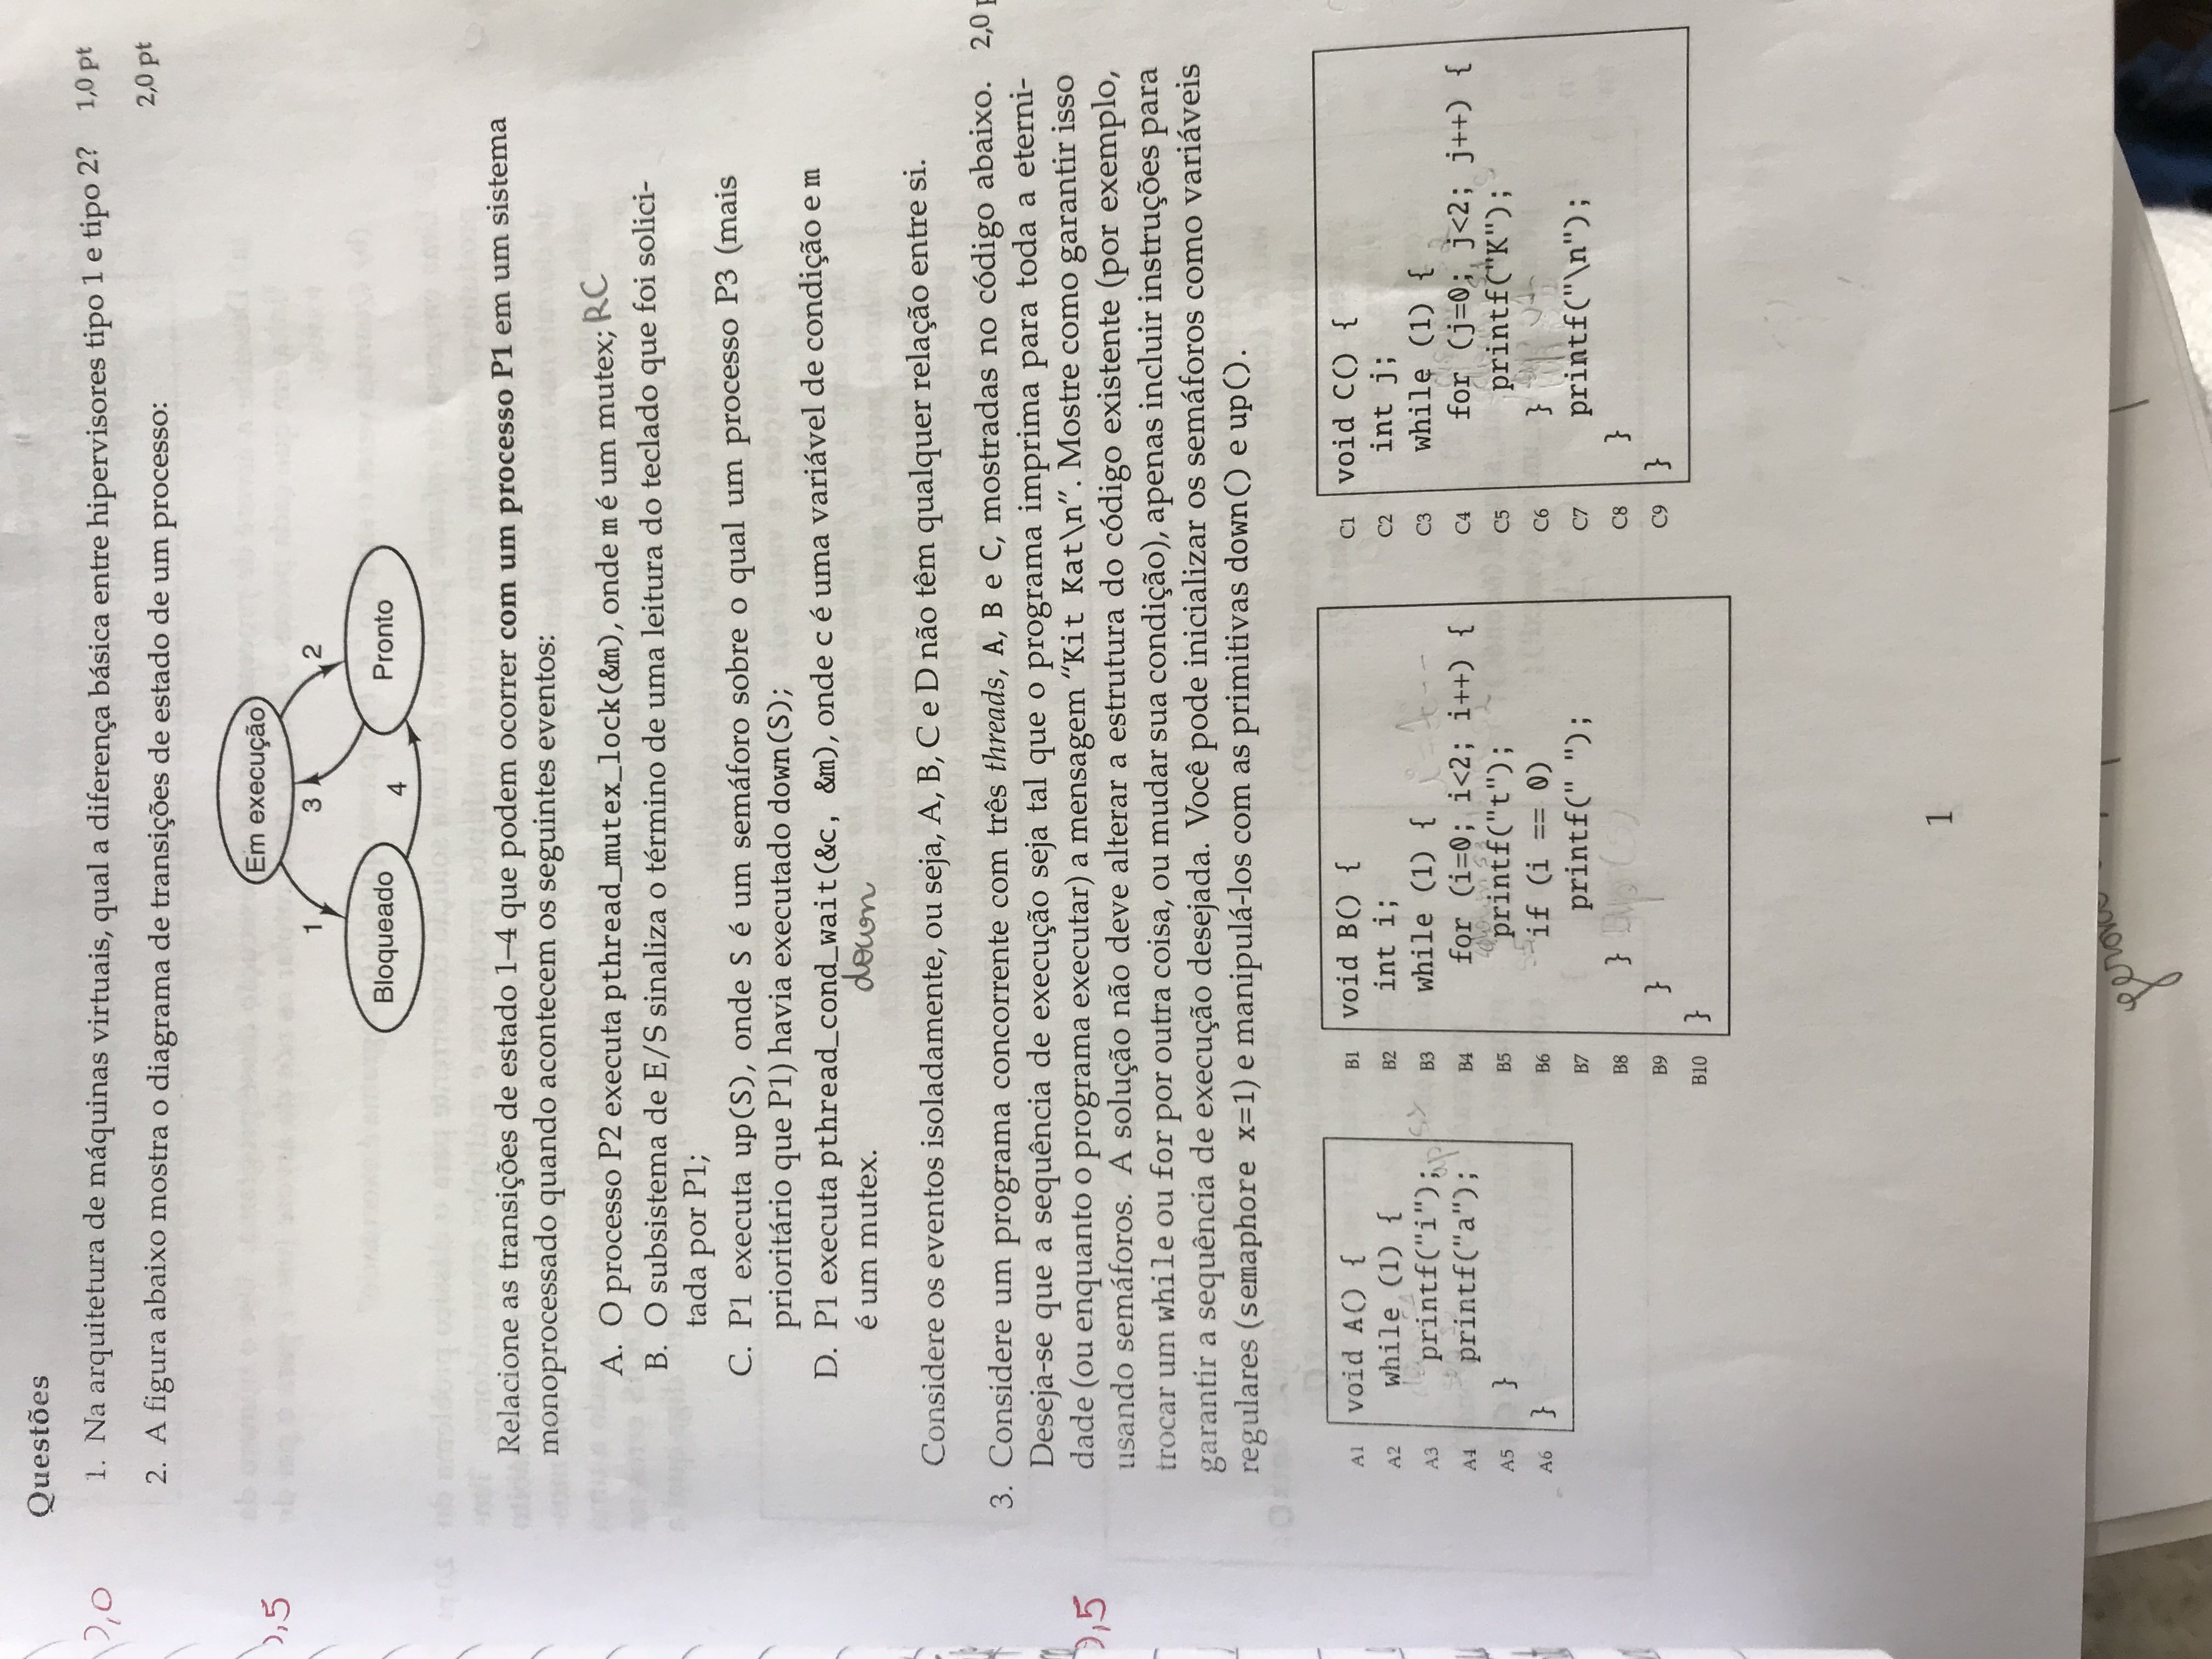 Questões
1. Na arquitetura de máquinas virtuais, qual a diferença básica entre hipervisores tipo 1 e tipo 2? 1,0 pt
2. A figura abaixo mostra o diagrama de transições de estado de um processo: 2,0 pt
,5
Em execução
1
3
2
Bloqueado
4
Pronto
Relacione as transições de estado 1–4 que podem ocorrer com um processo P1 em um sistema
monoprocessado quando acontecem os seguintes eventos:
A. O processo P2 executa pthread_mutex_lock(&m), onde m é um mutex; RC
B. O subsistema de E/S sinaliza o término de uma leitura do teclado que foi solici-
tada por P1;
C. P1 executa up(S), onde S é um semáforo sobre o qual um processo P3 (mais
prioritário que P1) havia executado down(S);
D. P1 executa pthread_cond_wait(&c, &m), onde c é uma variável de condição e m
é um mutex. down
Considere os eventos isoladamente, ou seja, A, B, C e D não têm qualquer relação entre si.
3. Considere um programa concorrente com três threads, A, B e C, mostradas no código abaixo. 2,0
Deseja-se que a sequência de execução seja tal que o programa imprima para toda a eterni-
dade (ou enquanto o programa executar) a mensagem “Kit Kat\n”. Mostre como garantir isso
,5
usando semáforos. A solução não deve alterar a estrutura do código existente (por exemplo,
trocar um while ou for por outra coisa, ou mudar sua condição), apenas incluir instruções para
garantir a sequência de execução desejada. Você pode inicializar os semáforos como variáveis
regulares (semaphore x=1) e manipulá-los com as primitivas down() e up().
A1 void A() {
A2 while (1) {
A3 printf("i");
A4 printf("a");
A5 }
A6 }
B1 void B() {
B2 int i;
B3 while (1) {
B4 for (i=0; i<2; i++) {
B5 printf("t");
B6 if (i == 0)
B7 printf(" ");
B8 }
B9 }
B10 }
C1 void C() {
C2 int j;
C3 while (1) {
C4 for (j=0; j<2; j++) {
C5 printf("K");
C6 }
C7 printf("\n");
C8 }
C9 }
1